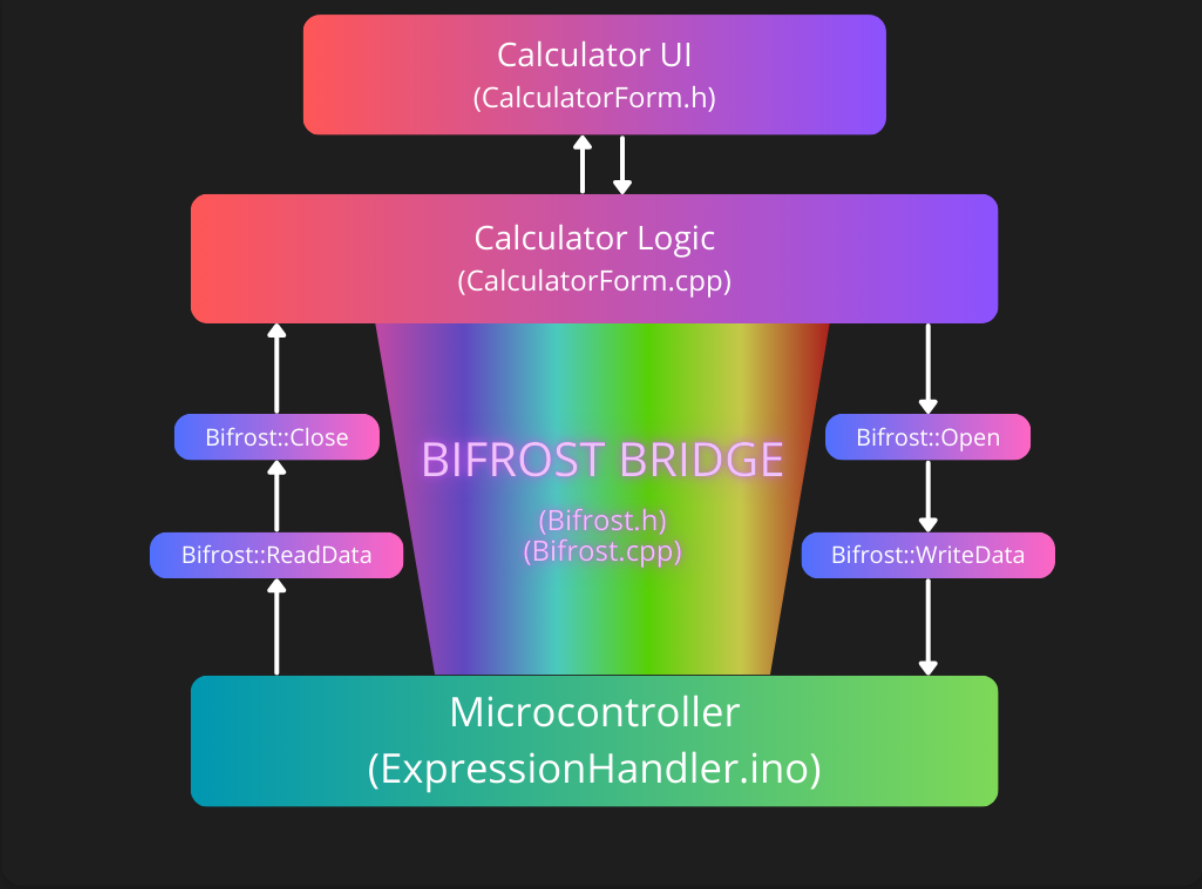 Calculator UI
(CalculatorForm.h)
Calculator Logic
(CalculatorForm.cpp)
Bifrost::Close
Bifrost::Open
BIFROST BRIDGE
(Bifrost.h)
(Bifrost.cpp)
Bifrost::ReadData
Bifrost::WriteData
Microcontroller
(ExpressionHandler.ino)